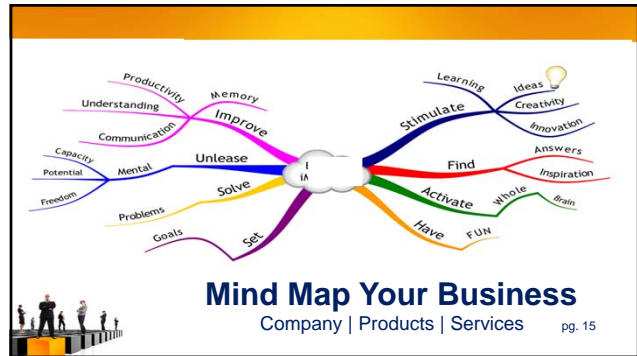 Productivity
Memory
Understanding
Improve
Communication
Capacity
Mental
Unlease
Potential
Freedom
Solve
Problems
Goals
Set
Learning
Ideas
Creativity
Stimulate
Innovation
Answers
Find
Inspiration
Activate
Whole
Brain
Have
FUN
Mind Map Your Business
Company | Products | Services pg. 15